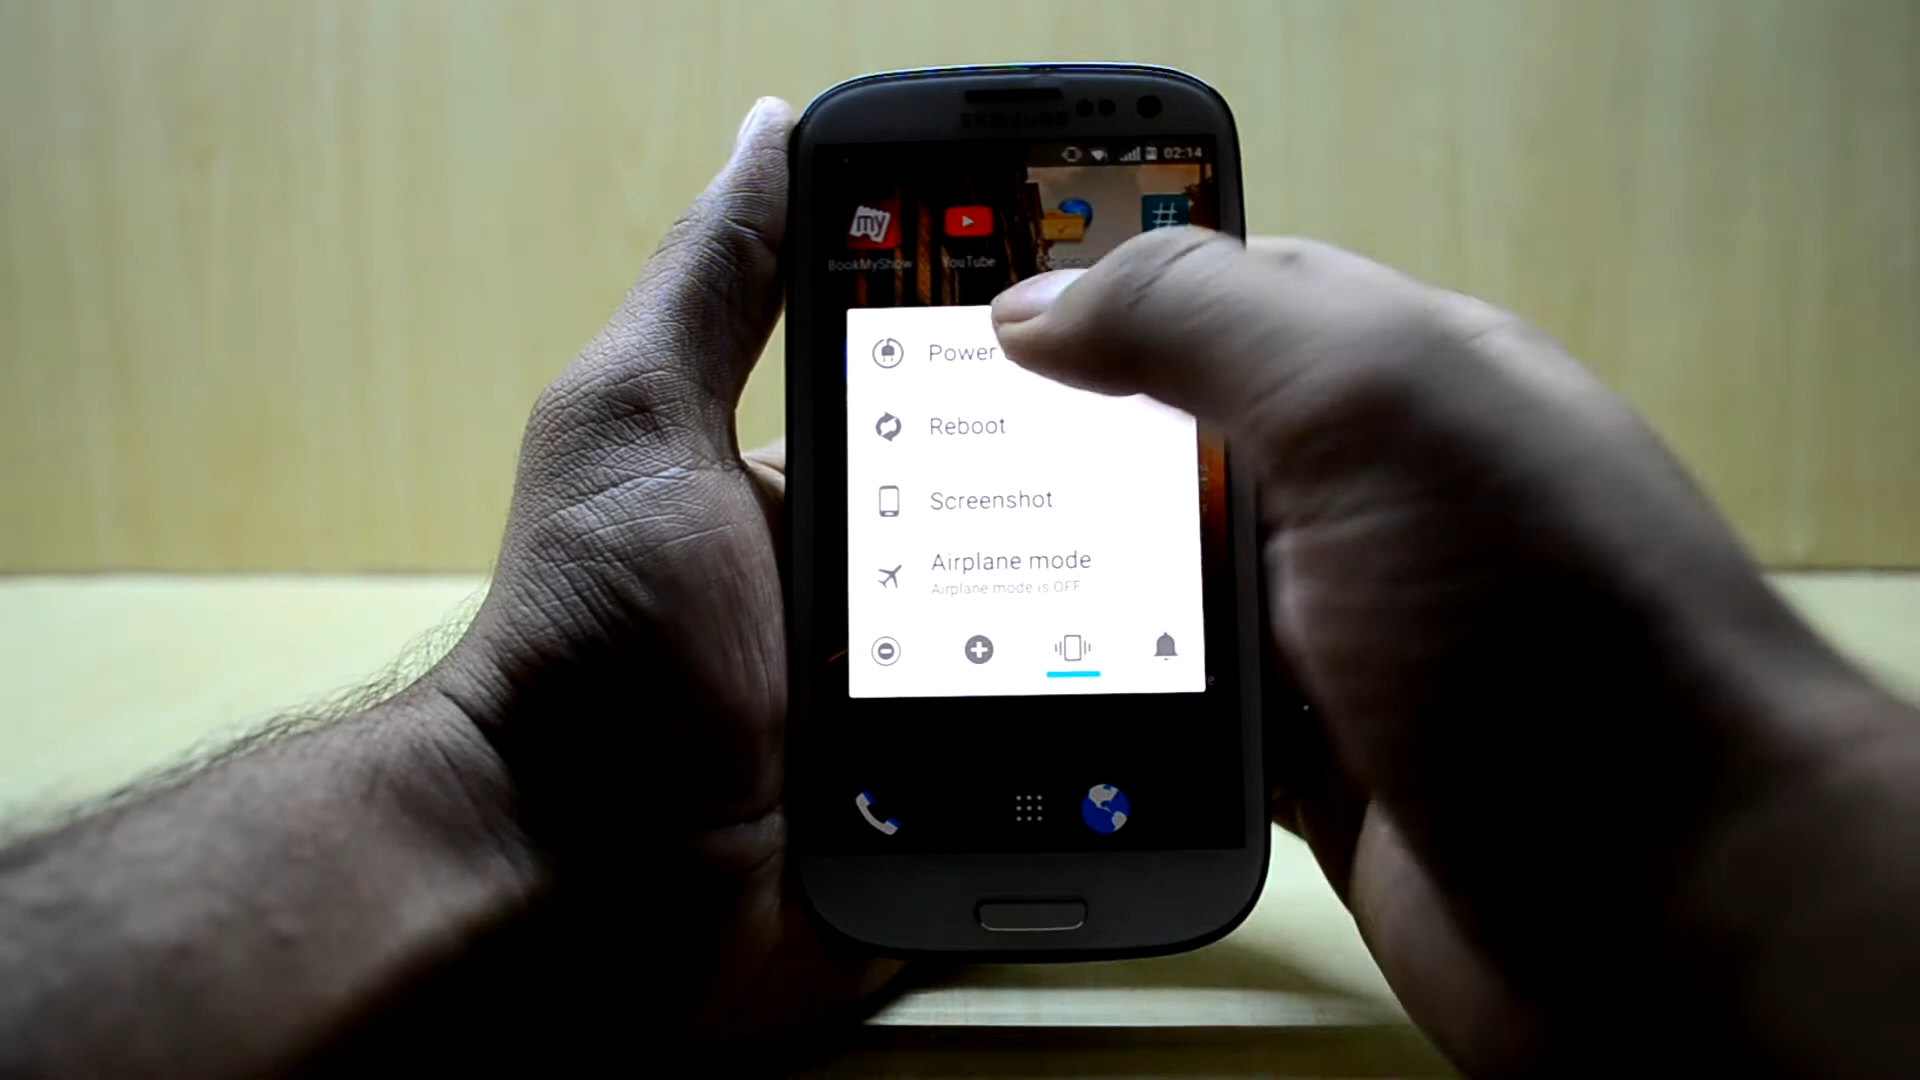 SAMSUNG
02:14
my
#
BookMyShow
YouTube
Power
Reboot
Screenshot
Airplane mode
Airplane mode is OFF